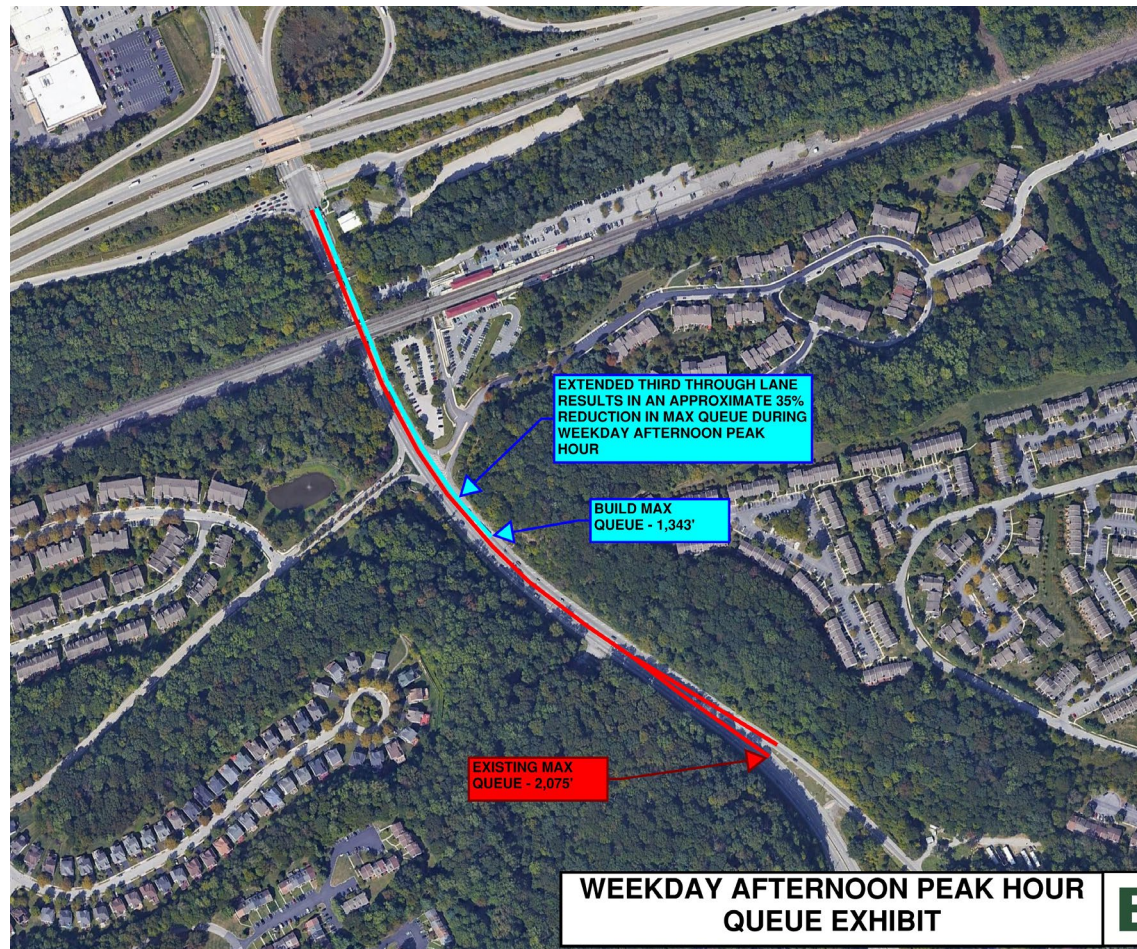 EXTENDED THIRD THROUGH LANE
RESULTS IN AN APPROXIMATE 35%
REDUCTION IN MAX QUEUE DURING
WEEKDAY AFTERNOON PEAK
HOUR
BUILD MAX
QUEUE - 1,343'
EXISTING MAX
QUEUE - 2,075'
WEEKDAY AFTERNOON PEAK HOUR
QUEUE EXHIBIT